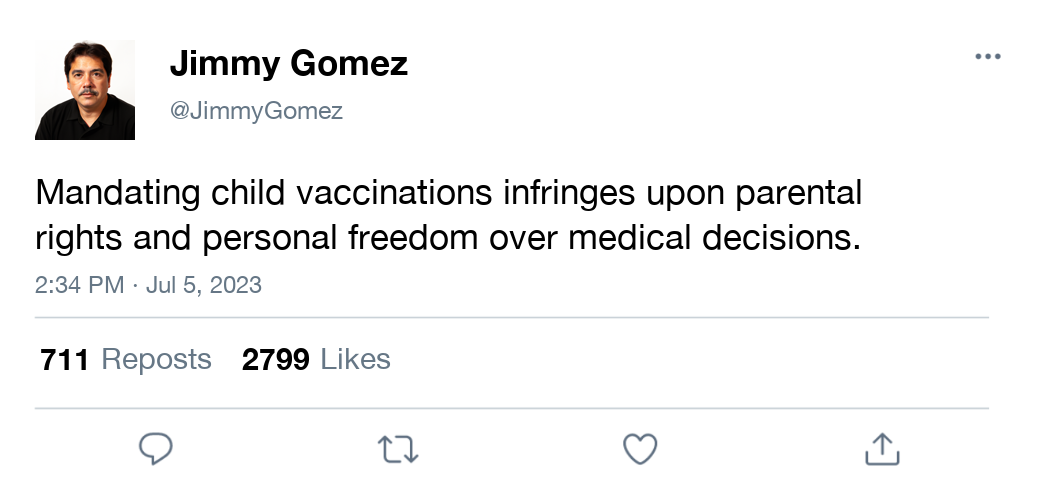 Jimmy Gomez
@JimmyGomez
Mandating child vaccinations infringes upon parental
rights and personal freedom over medical decisions.
2:34 PM · Jul 5, 2023
711 Reposts 2799 Likes